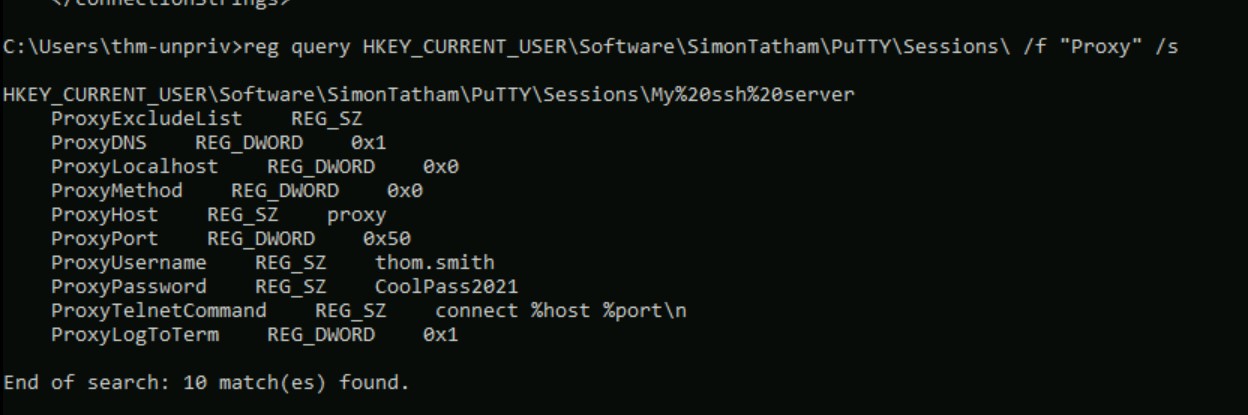 </connectionStrings>
C:\Users\thm-unpriv>reg query HKEY_CURRENT_USER\Software\SimonTatham\PuTTY\Sessions\ /f "Proxy" /s
HKEY_CURRENT_USER\Software\SimonTatham\PuTTY\Sessions\My%20ssh%20server
    ProxyExcludeList    REG_SZ
    ProxyDNS    REG_DWORD    0x1
    ProxyLocalhost    REG_DWORD    0x0
    ProxyMethod    REG_DWORD    0x0
    ProxyHost    REG_SZ    proxy
    ProxyPort    REG_DWORD    0x50
    ProxyUsername    REG_SZ    thom.smith
    ProxyPassword    REG_SZ    CoolPass2021
    ProxyTelnetCommand    REG_SZ    connect %host %port\n
    ProxyLogToTerm    REG_DWORD    0x1
End of search: 10 match(es) found.